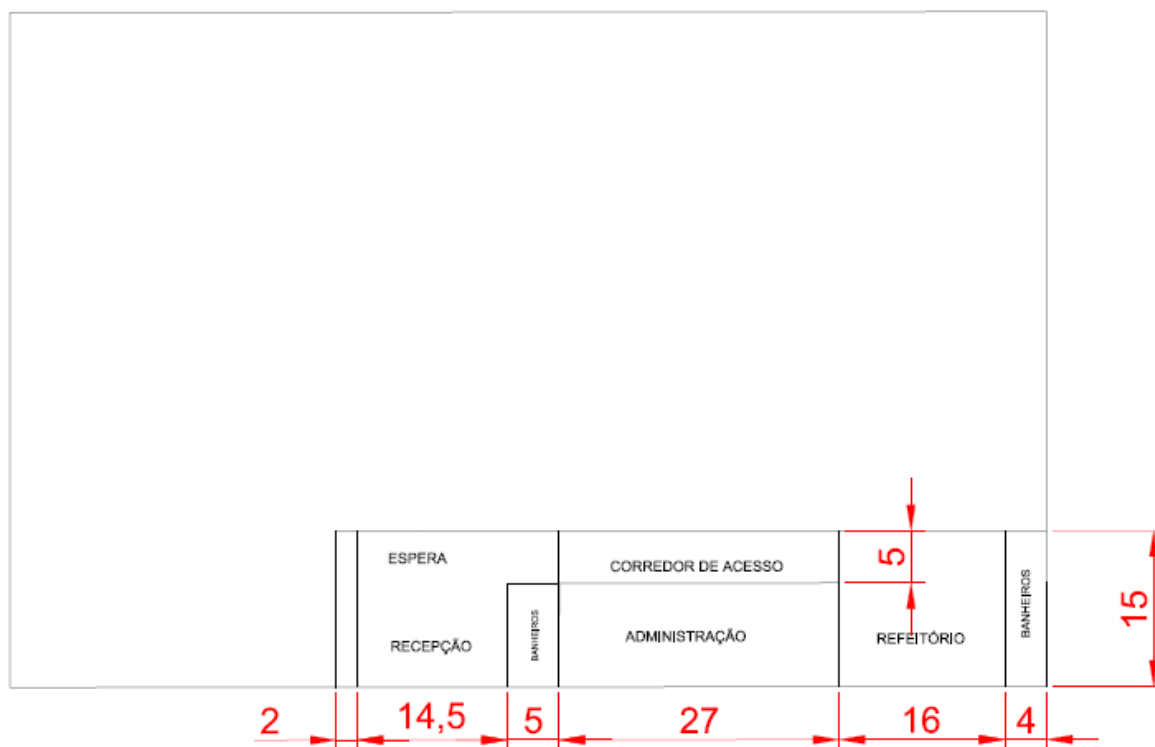 ESPERA
CORREDOR DE ACESSO
5
BANHEIROS
15
RECEPÇÃO
BANHEIROS
ADMINISTRAÇÃO
REFEITÓRIO
2
14,5
5
27
16
4